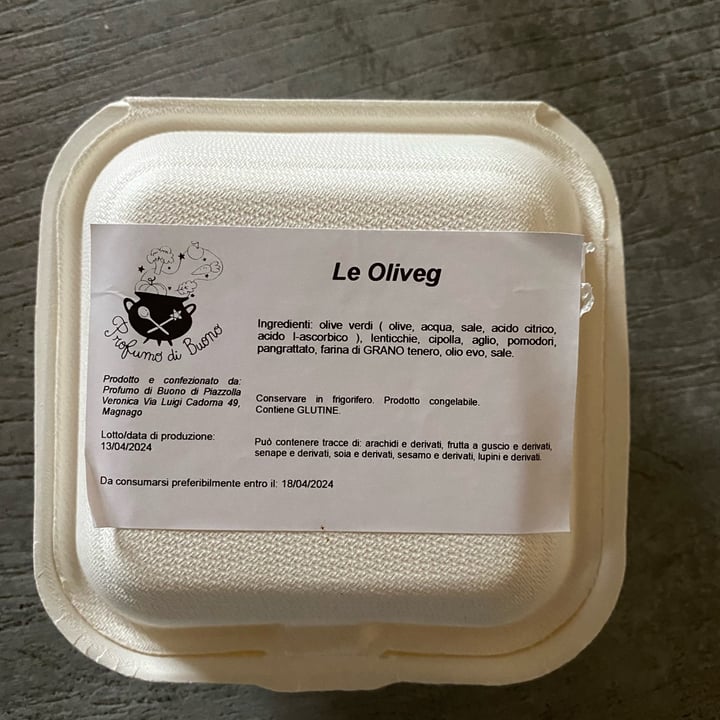 Le Oliveg
Profumo di Buono
Ingredienti: olive verdi ( olive, acqua, sale, acido citrico,
acido l-ascorbico ), lenticchie, cipolla, aglio, pomodori,
pangrattato, farina di GRANO tenero, olio evo, sale.
Prodotto e confezionato da:
Profumo di Buono di Piazzolla
Veronica Via Luigi Cadorna 49,
Magnago
Conservare in frigorifero. Prodotto congelabile.
Contiene GLUTINE.
Lotto/data di produzione:
13/04/2024
Può contenere tracce di: arachidi e derivati, frutta a guscio e derivati,
senape e derivati, soia e derivati, sesamo e derivati, lupini e derivati.
Da consumarsi preferibilmente entro il: 18/04/2024